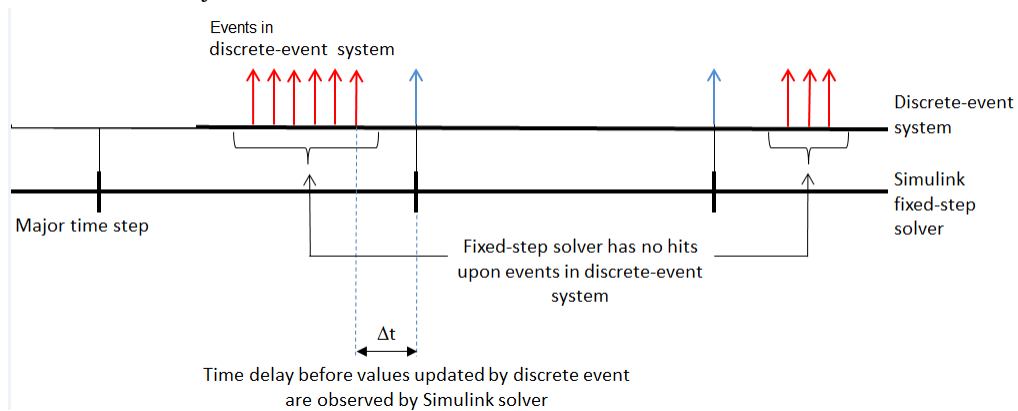 Events in
discrete-event system
Discrete-event
system
Simulink
fixed-step
solver
Major time step
Fixed-step solver has no hits
upon events in discrete-event
system
Δt
Time delay before values updated by discrete event
are observed by Simulink solver